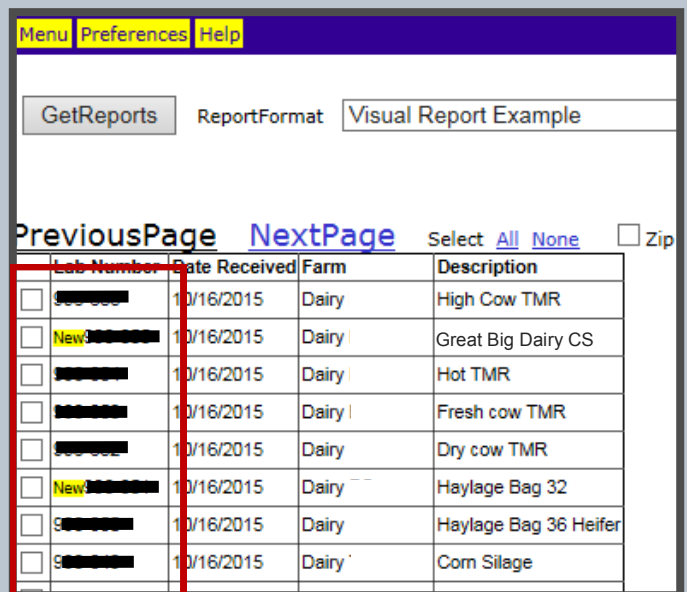 Menu Preferences Help
GetReports ReportFormat Visual Report Example
PreviousPage NextPage Select All None Zip
Lab Number Date Received Farm Description
10/16/2015 Dairy High Cow TMR
New 10/16/2015 Dairy Great Big Dairy CS
10/16/2015 Dairy Hot TMR
10/16/2015 Dairy Fresh cow TMR
10/16/2015 Dairy Dry cow TMR
New 10/16/2015 Dairy Haylage Bag 32
10/16/2015 Dairy Haylage Bag 36 Heifer
10/16/2015 Dairy Corn Silage